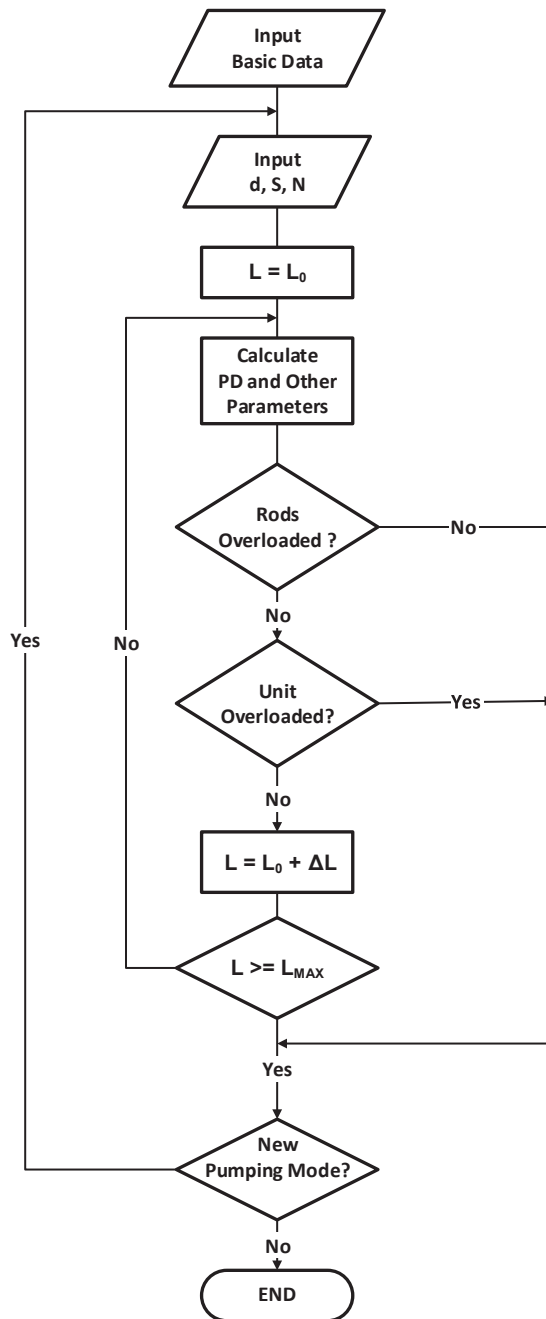 Input
Basic Data
Input
d, S, N
L = L₀
Calculate
PD and Other
Parameters
Rods
Overloaded ?
No
No
Yes
No
Unit
Overloaded?
Yes
No
L = L₀ + ΔL
L >= LMAX
Yes
New
Pumping Mode?
No
END